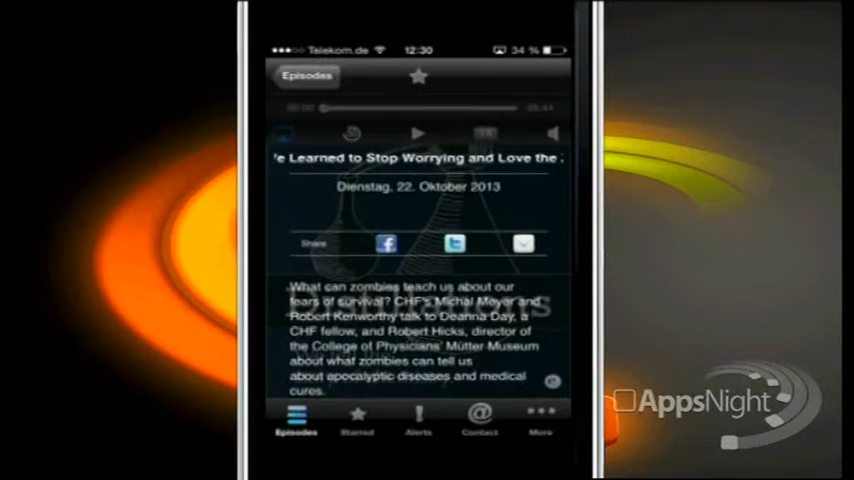 Telekom.de 12:30 34 %
Episodes
00:00
1X
e Learned to Stop Worrying and Love the
Dienstag, 22. Oktober 2013
Share
What can zombies teach us about our
fears of survival? CHF's Michal Meyer and
Robert Kenworthy talk to Deanna Day, a
CHF fellow, and Robert Hicks, director of
the College of Physicians' Mütter Museum
about what zombies can tell us
about apocalyptic diseases and medical
cures.
Episodes Starred Alerts Contact More
AppsNight